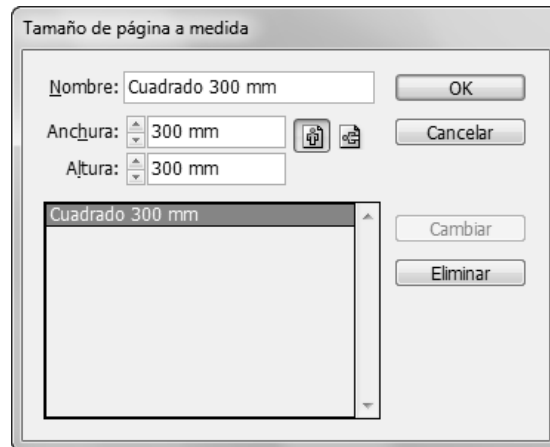 Tamaño de página a medida
Nombre: Cuadrado 300 mm
OK
Anchura: 300 mm
Cancelar
Altura: 300 mm
Cuadrado 300 mm
Cambiar
Eliminar